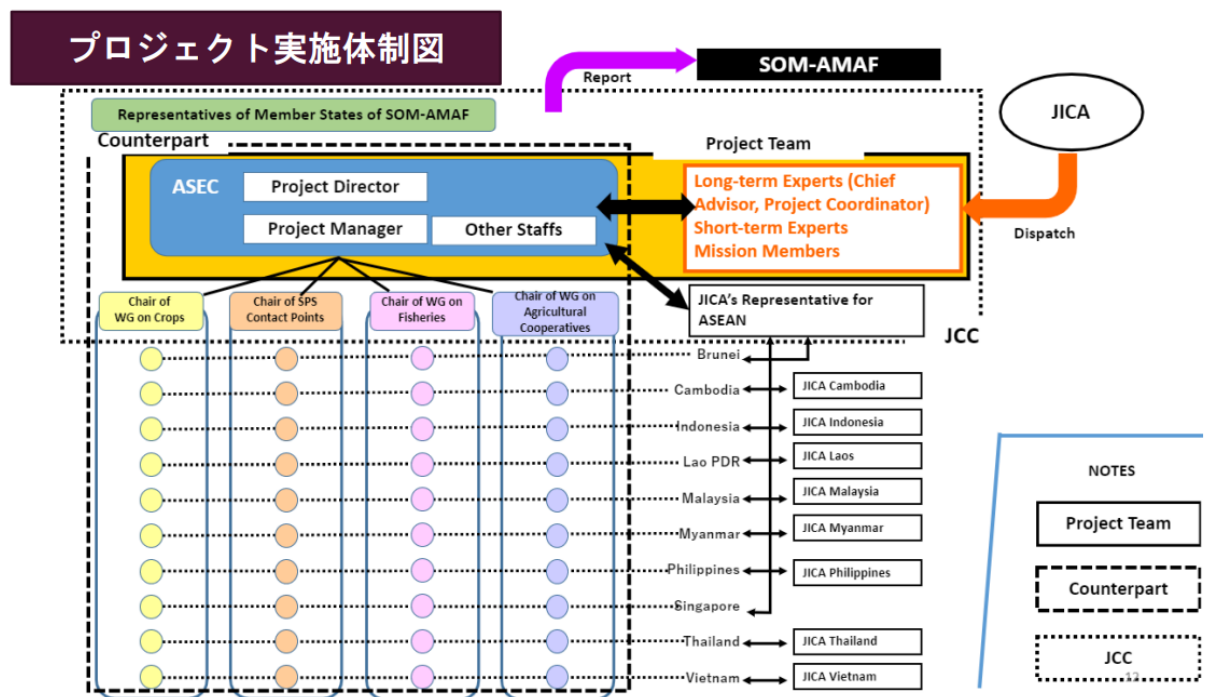 プロジェクト実施体制図
SOM-AMAF
Report
JICA
Representatives of Member States of SOM-AMAF
Counterpart
Project Team
ASEC
Project Director
Project Manager
Other Staffs
Long-term Experts (Chief
Advisor, Project Coordinator)
Short-term Experts
Mission Members
Dispatch
Chair of
WG on Crops
Chair of SPS
Contact Points
Chair of WG on
Fisheries
Chair of WG on
Agricultural
Cooperatives
JICA's Representative for
ASEAN
JCC
Brunei
Cambodia
JICA Cambodia
Indonesia
JICA Indonesia
Lao PDR
JICA Laos
Malaysia
JICA Malaysia
Myanmar
JICA Myanmar
Philippines
JICA Philippines
Singapore
Thailand
JICA Thailand
Vietnam
JICA Vietnam
NOTES
Project Team
Counterpart
JCC
12